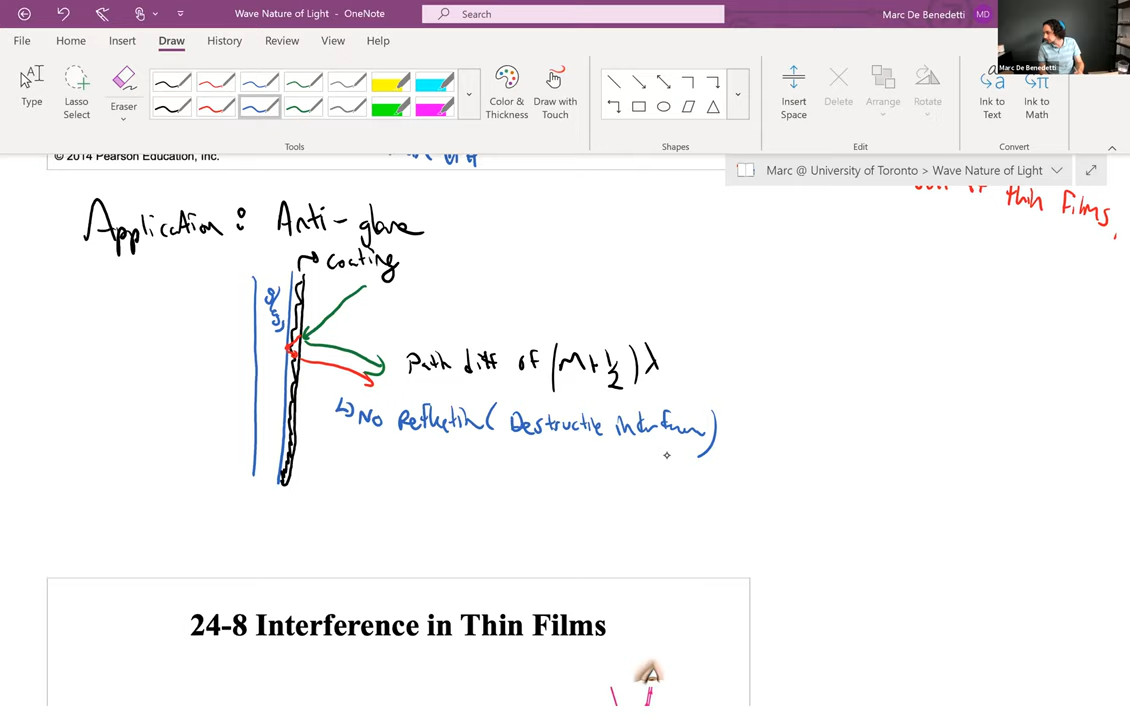 Wave Nature of Light - OneNote
Search
Marc De Benedetti MD
File Home Insert Draw History Review View Help
Marc De Benedetti
Type
Lasso Select
Eraser
Color & Thickness
Draw with Touch
Insert Space
Delete
Arrange
Rotate
Ink to Text
Ink to Math
Tools
Shapes
Edit
Convert
© 2014 Pearson Education, Inc.
Marc @ University of Toronto > Wave Nature of Light
thin Films,
Application: Anti-glare
coating
Path diff of (m+1/2)λ
No Reflection (Destructive interference)
24-8 Interference in Thin Films